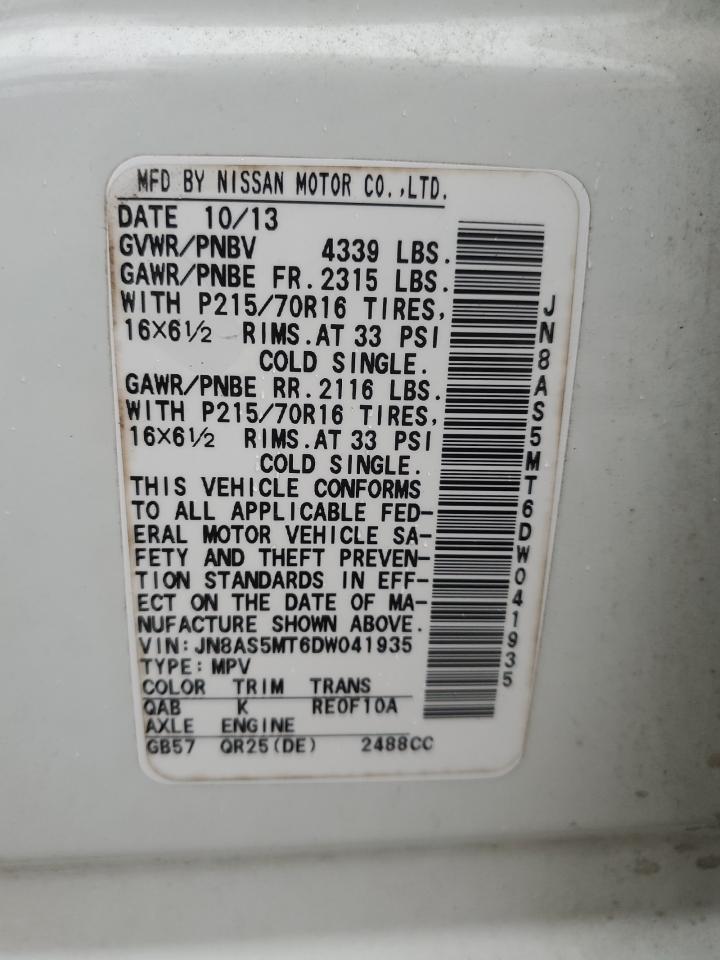 MFD BY NISSAN MOTOR CO.,LTD.
DATE 10/13
GVWR/PNBV 4339 LBS.
GAWR/PNBE FR. 2315 LBS.
WITH P215/70R16 TIRES,
16X6½ RIMS.AT 33 PSI
COLD SINGLE.
GAWR/PNBE RR. 2116 LBS.
WITH P215/70R16 TIRES,
16X6½ RIMS.AT 33 PSI
COLD SINGLE.
THIS VEHICLE CONFORMS
TO ALL APPLICABLE FED-
ERAL MOTOR VEHICLE SA-
FETY AND THEFT PREVEN-
TION STANDARDS IN EFF-
ECT ON THE DATE OF MA-
NUFACTURE SHOWN ABOVE.
VIN: JN8AS5MT6DW041935
TYPE: MPV
COLOR TRIM TRANS
QAB K RE0F10A
AXLE ENGINE
GB57 QR25(DE) 2488CC
JN8AS5MT6DW041935